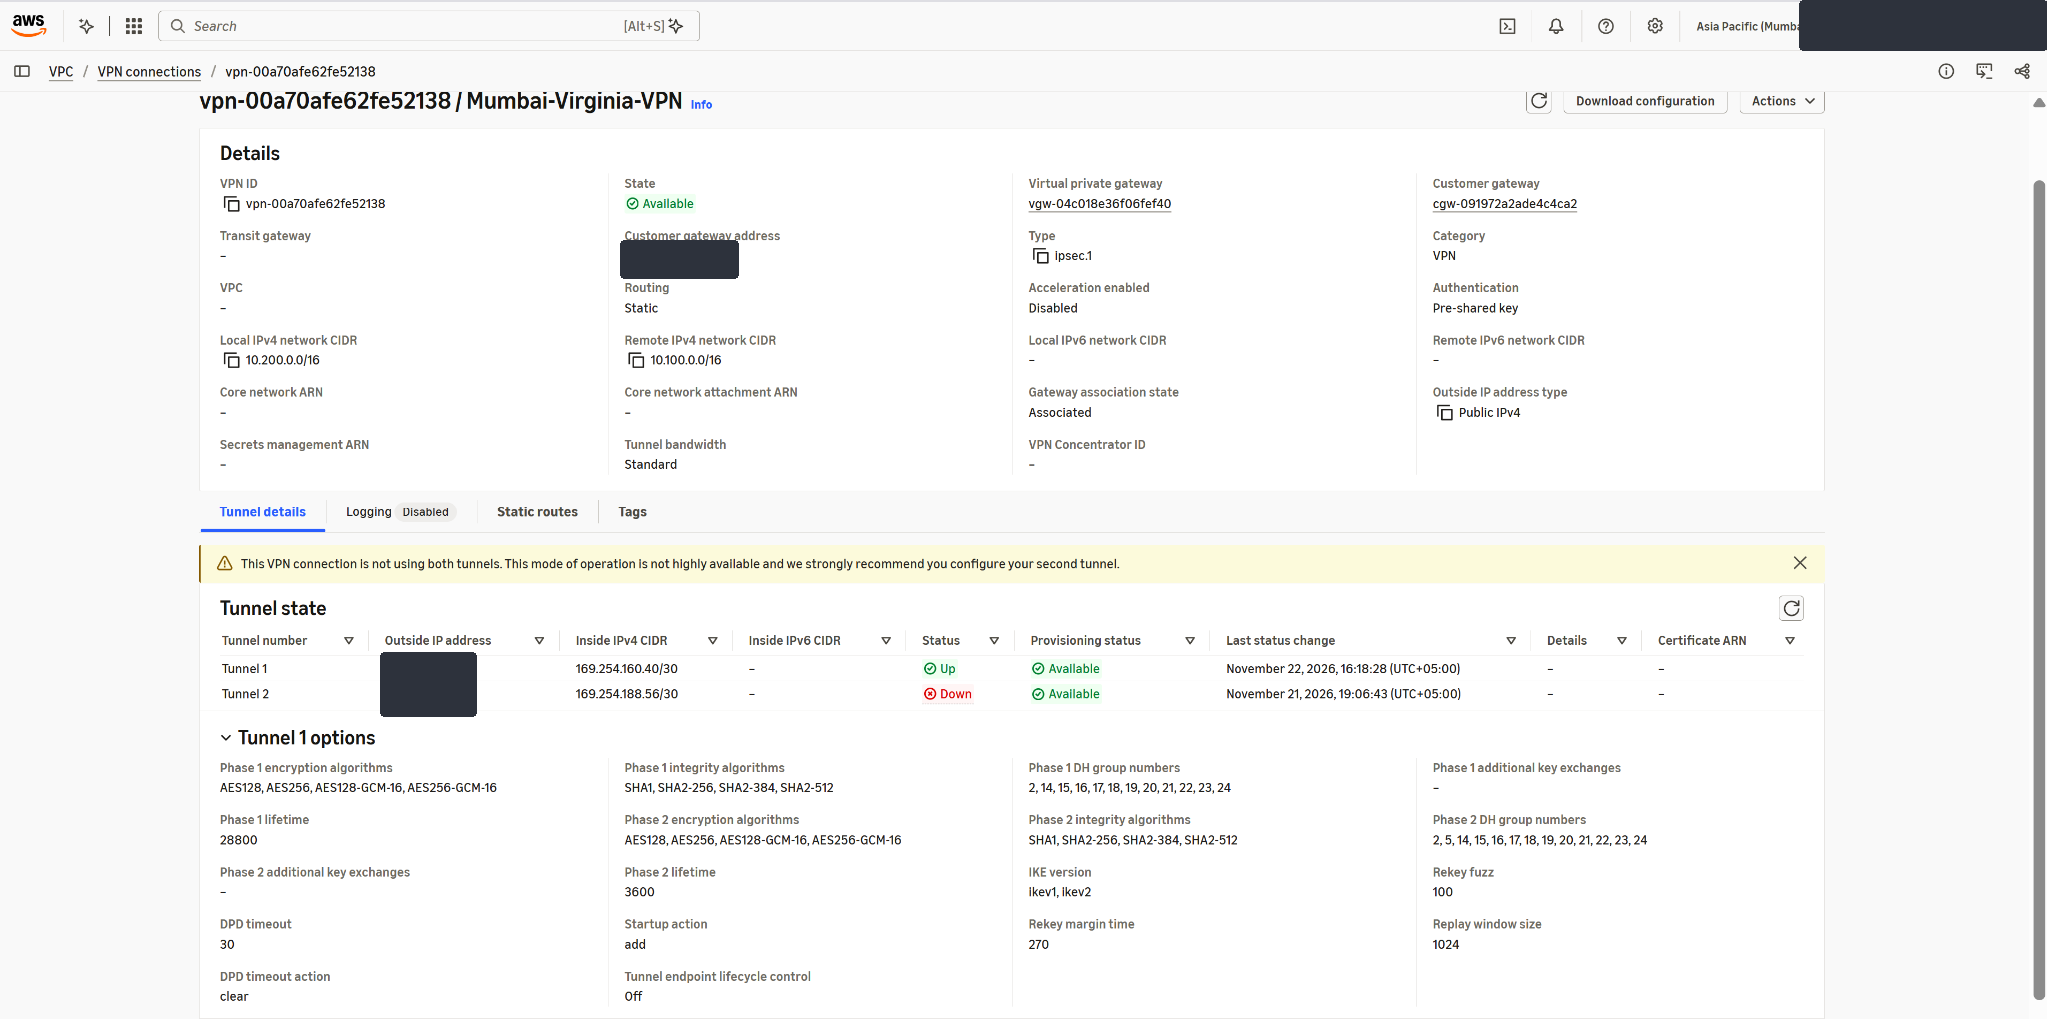 aws
Search [Alt+S]
Asia Pacific (Mumba
VPC / VPN connections / vpn-00a70afe62fe52138
vpn-00a70afe62fe52138 / Mumbai-Virginia-VPN Info
Download configuration Actions
Details
VPN ID State Virtual private gateway Customer gateway
vpn-00a70afe62fe52138 Available vgw-04c018e36f06fef40 cgw-091972a2ade4c4ca2
Transit gateway Customer gateway address Type Category
– ipsec.1 VPN
VPC Routing Acceleration enabled Authentication
– Static Disabled Pre-shared key
Local IPv4 network CIDR Remote IPv4 network CIDR Local IPv6 network CIDR Remote IPv6 network CIDR
10.200.0.0/16 10.100.0.0/16 – –
Core network ARN Core network attachment ARN Gateway association state Outside IP address type
– – Associated Public IPv4
Secrets management ARN Tunnel bandwidth VPN Concentrator ID
– Standard –
Tunnel details Logging Disabled Static routes Tags
This VPN connection is not using both tunnels. This mode of operation is not highly available and we strongly recommend you configure your second tunnel.
Tunnel state
Tunnel number Outside IP address Inside IPv4 CIDR Inside IPv6 CIDR Status Provisioning status Last status change Details Certificate ARN
Tunnel 1 169.254.160.40/30 – Up Available November 22, 2026, 16:18:28 (UTC+05:00) – –
Tunnel 2 169.254.188.56/30 – Down Available November 21, 2026, 19:06:43 (UTC+05:00) – –
Tunnel 1 options
Phase 1 encryption algorithms Phase 1 integrity algorithms Phase 1 DH group numbers Phase 1 additional key exchanges
AES128, AES256, AES128-GCM-16, AES256-GCM-16 SHA1, SHA2-256, SHA2-384, SHA2-512 2, 14, 15, 16, 17, 18, 19, 20, 21, 22, 23, 24 –
Phase 1 lifetime Phase 2 encryption algorithms Phase 2 integrity algorithms Phase 2 DH group numbers
28800 AES128, AES256, AES128-GCM-16, AES256-GCM-16 SHA1, SHA2-256, SHA2-384, SHA2-512 2, 5, 14, 15, 16, 17, 18, 19, 20, 21, 22, 23, 24
Phase 2 additional key exchanges Phase 2 lifetime IKE version Rekey fuzz
– 3600 ikev1, ikev2 100
DPD timeout Startup action Rekey margin time Replay window size
30 add 270 1024
DPD timeout action Tunnel endpoint lifecycle control
clear Off